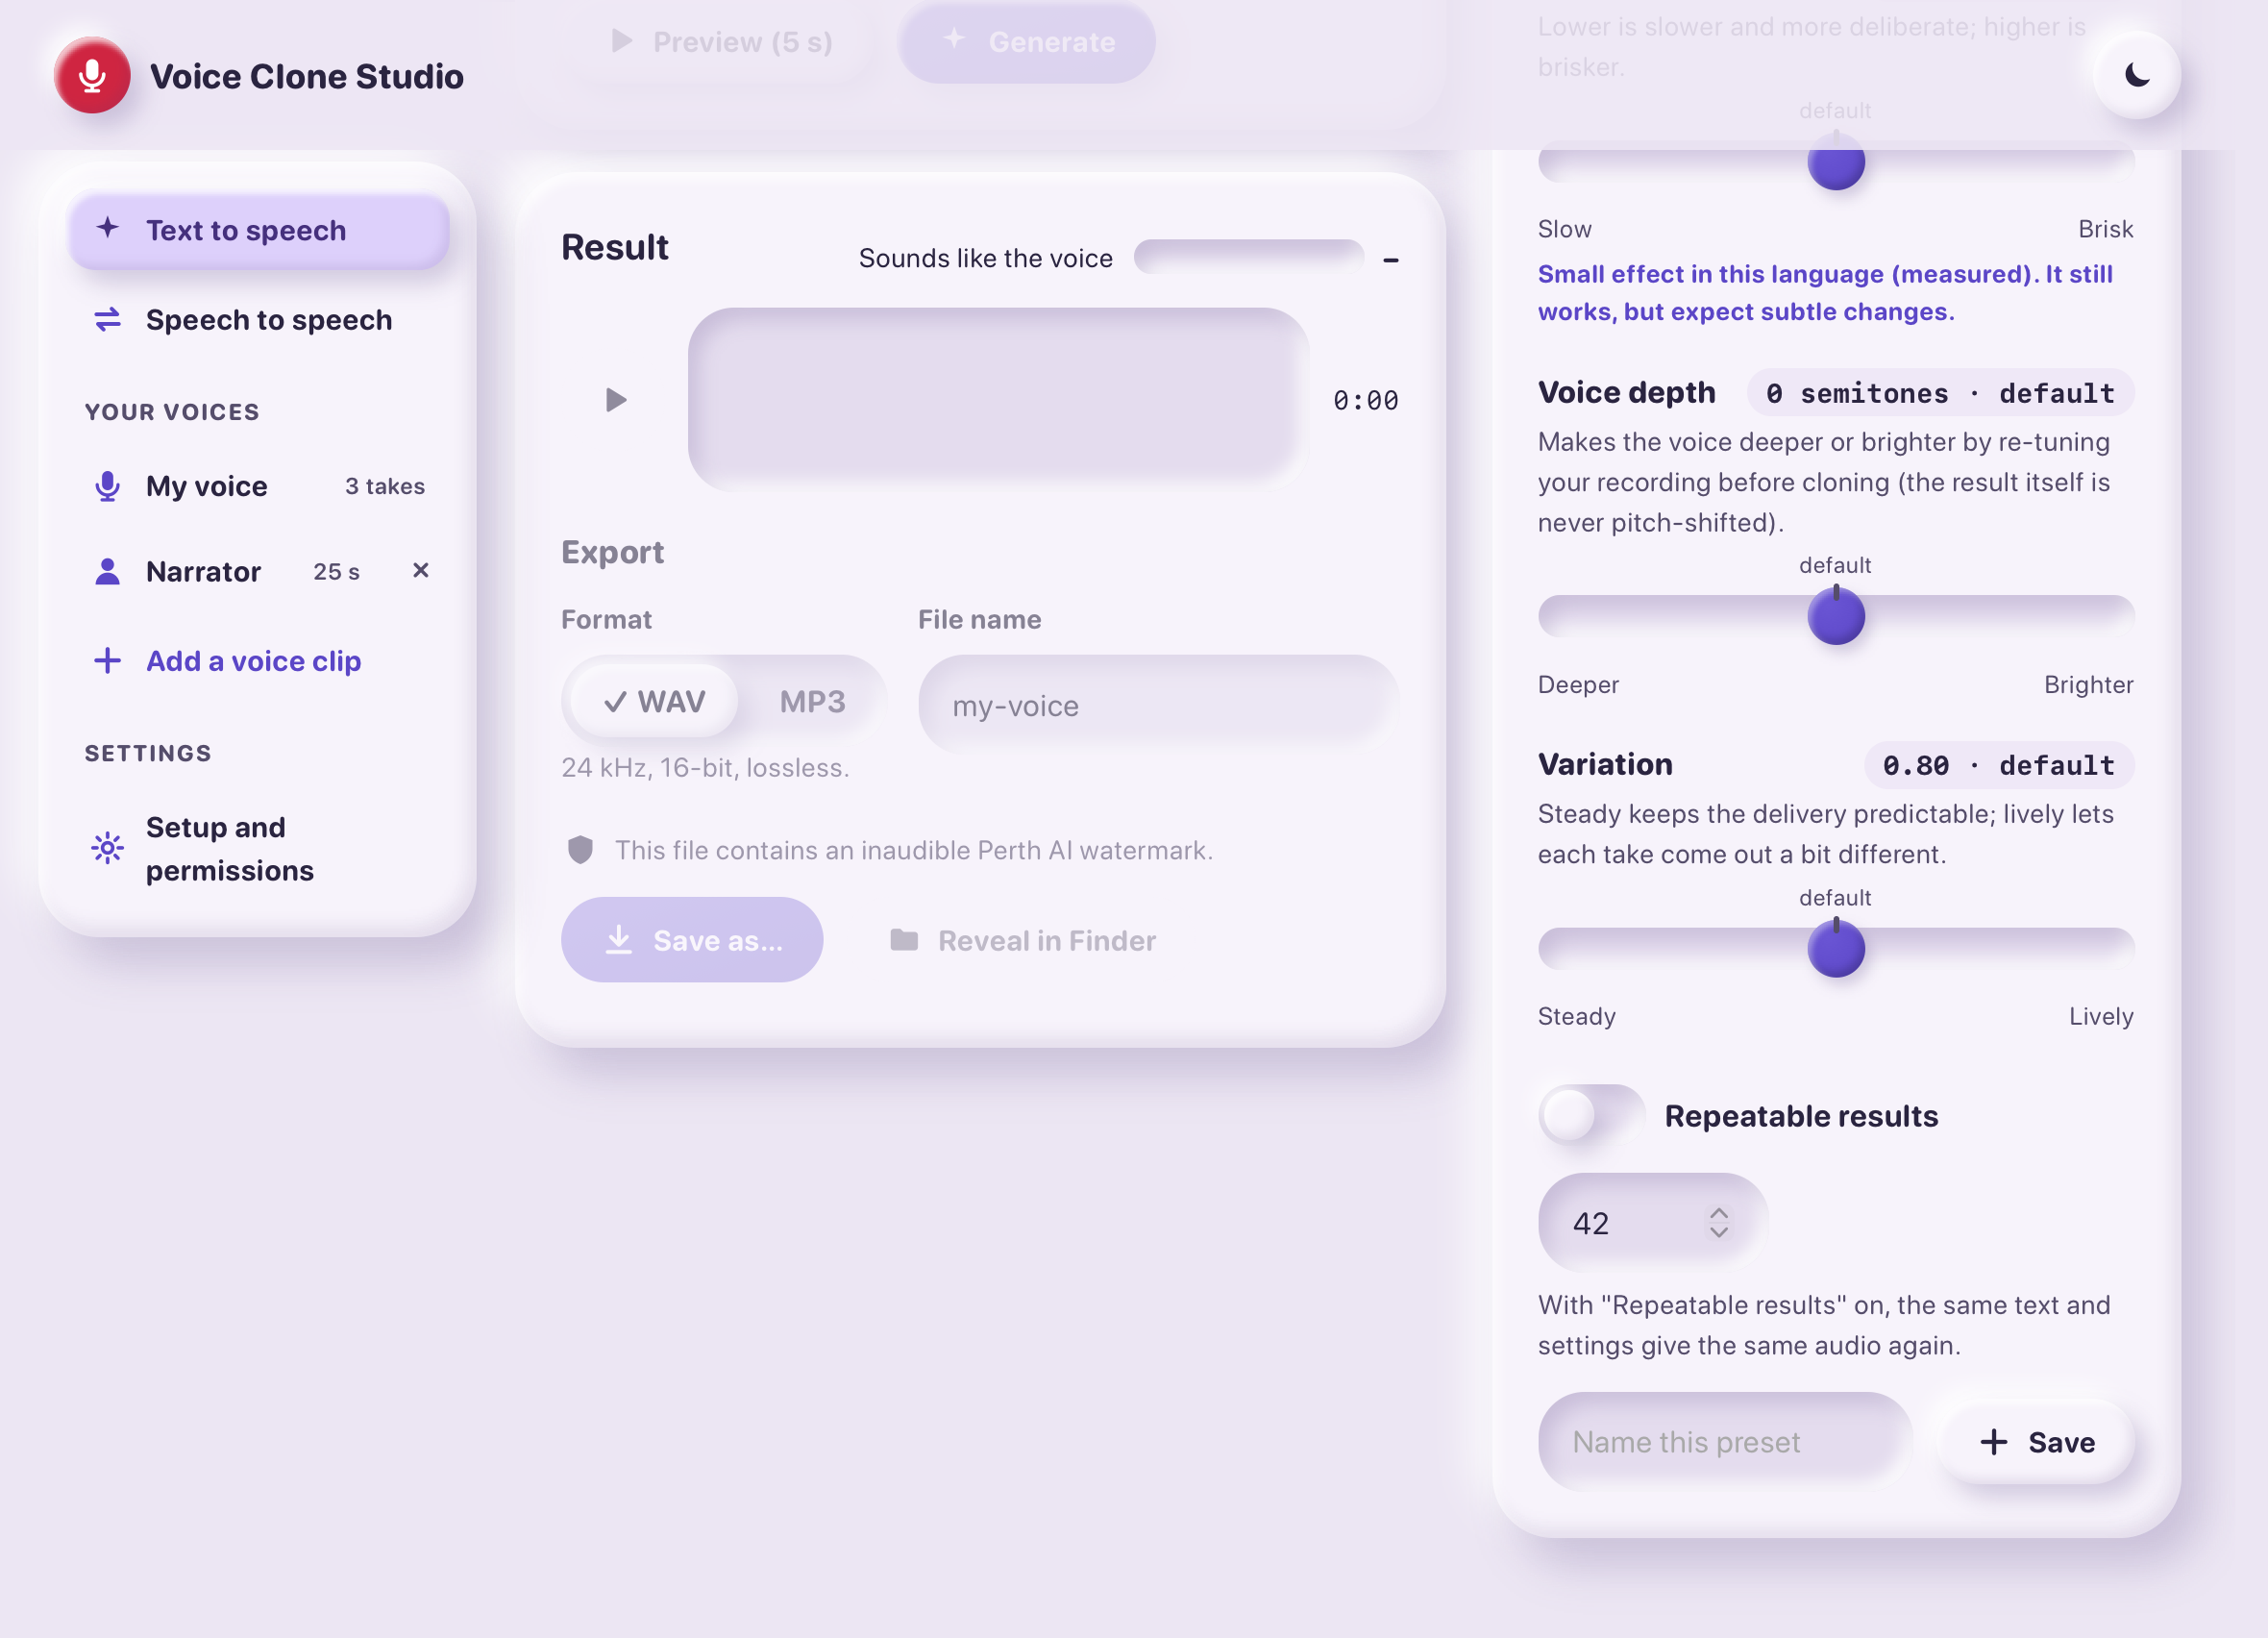 Voice Clone Studio
Text to speech
Speech to speech
YOUR VOICES
My voice
3 takes
Narrator
25 s
Add a voice clip
SETTINGS
Setup and
permissions
Preview (5 s)
Generate
Result
Sounds like the voice
–
0:00
Export
Format
File name
WAV
MP3
my-voice
24 kHz, 16-bit, lossless.
This file contains an inaudible Perth AI watermark.
Save as...
Reveal in Finder
Lower is slower and more deliberate; higher is
brisker.
default
Slow
Brisk
Small effect in this language (measured). It still
works, but expect subtle changes.
Voice depth
0 semitones · default
Makes the voice deeper or brighter by re-tuning
your recording before cloning (the result itself is
never pitch-shifted).
default
Deeper
Brighter
Variation
0.80 · default
Steady keeps the delivery predictable; lively lets
each take come out a bit different.
default
Steady
Lively
Repeatable results
42
With "Repeatable results" on, the same text and
settings give the same audio again.
Name this preset
Save